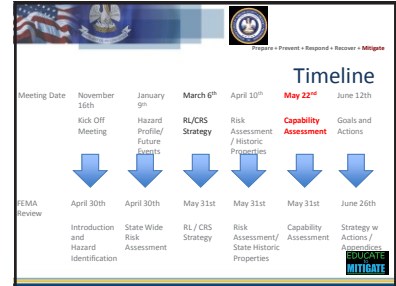 Prepare + Prevent + Respond + Recover + Mitigate
Timeline
Meeting Date November 16th January 9th March 6th April 10th May 22nd June 12th
Kick Off Meeting Hazard Profile/ Future Events RL/CRS Strategy Risk Assessment / Historic Properties Capability Assessment Goals and Actions
FEMA Review April 30th April 30th May 31st May 31st May 31st June 26th
Introduction and Hazard Identification State Wide Risk Assessment RL / CRS Strategy Risk Assessment/ State Historic Properties Capability Assessment Strategy w Actions / Appendices
EDUCATE
MITIGATE